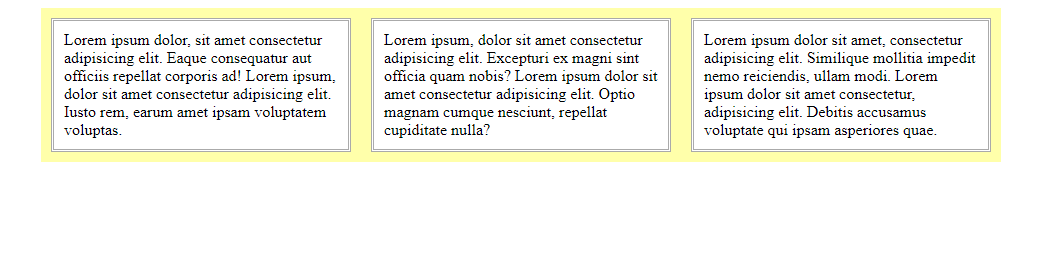 Lorem ipsum dolor, sit amet consectetur
adipisicing elit. Eaque consequatur aut
officiis repellat corporis ad! Lorem ipsum,
dolor sit amet consectetur adipisicing elit.
Iusto rem, earum amet ipsam voluptatem
voluptas.
Lorem ipsum, dolor sit amet consectetur
adipisicing elit. Excepturi ex magni sint
officia quam nobis? Lorem ipsum dolor sit
amet consectetur adipisicing elit. Optio
magnam cumque nesciunt, repellat
cupiditate nulla?
Lorem ipsum dolor sit amet, consectetur
adipisicing elit. Similique mollitia impedit
nemo reiciendis, ullam modi. Lorem
ipsum dolor sit amet consectetur,
adipisicing elit. Debitis accusamus
voluptate qui ipsam asperiores quae.